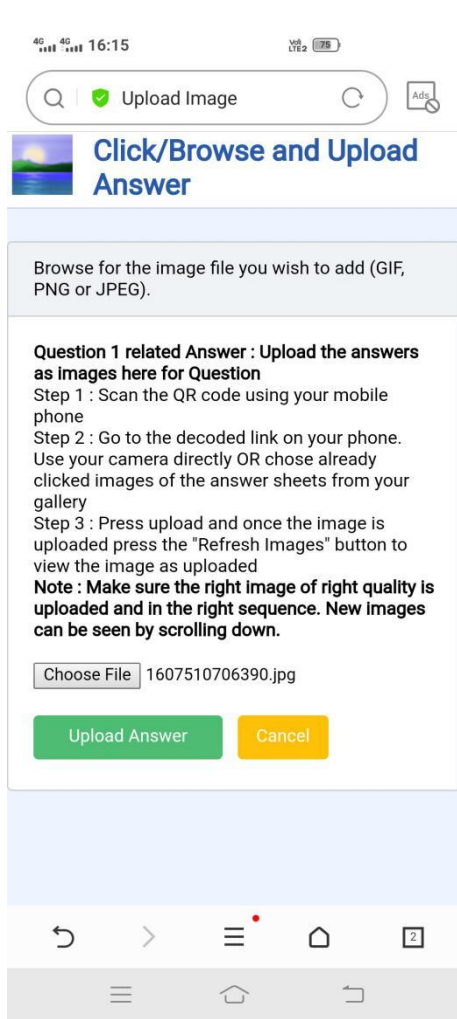 4G 4G 16:15 Vo) LTE2 75
Upload Image Ads
Click/Browse and Upload
Answer
Browse for the image file you wish to add (GIF,
PNG or JPEG).
Question 1 related Answer : Upload the answers
as images here for Question
Step 1 : Scan the QR code using your mobile
phone
Step 2 : Go to the decoded link on your phone.
Use your camera directly OR chose already
clicked images of the answer sheets from your
gallery
Step 3 : Press upload and once the image is
uploaded press the "Refresh Images" button to
view the image as uploaded
Note : Make sure the right image of right quality is
uploaded and in the right sequence. New images
can be seen by scrolling down.
Choose File 1607510706390.jpg
Upload Answer Cancel
2